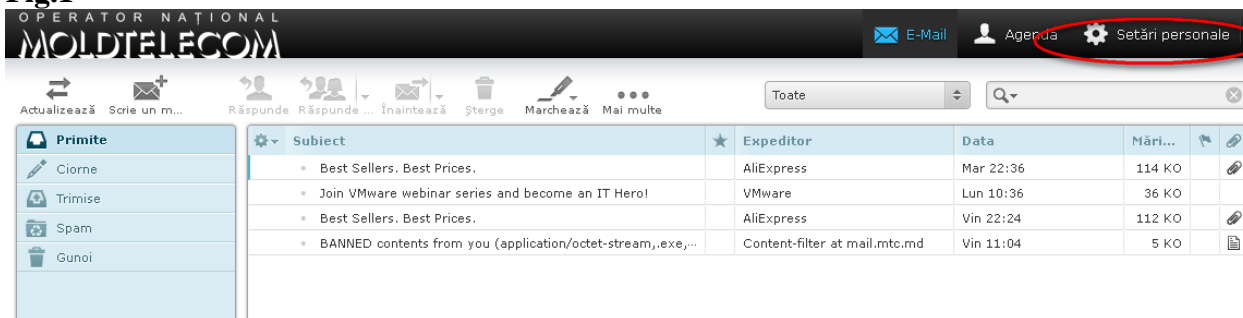 Fig.1
OPERATOR NAȚIONAL
MOLDTELECOM
E-Mail Agenda Setări personale
Actualizează Scrie un m... Răspunde Răspunde ... Înaintează Șterge Marchează Mai multe
Toate
Primite
Ciorne
Trimise
Spam
Gunoi
Subiect Expeditor Data Mări...
Best Sellers. Best Prices. AliExpress Mar 22:36 114 KO
Join VMware webinar series and become an IT Hero! VMware Lun 10:36 36 KO
Best Sellers. Best Prices. AliExpress Vin 22:24 112 KO
BANNED contents from you (application/octet-stream,.exe,... Content-filter at mail.mtc.md Vin 11:04 5 KO